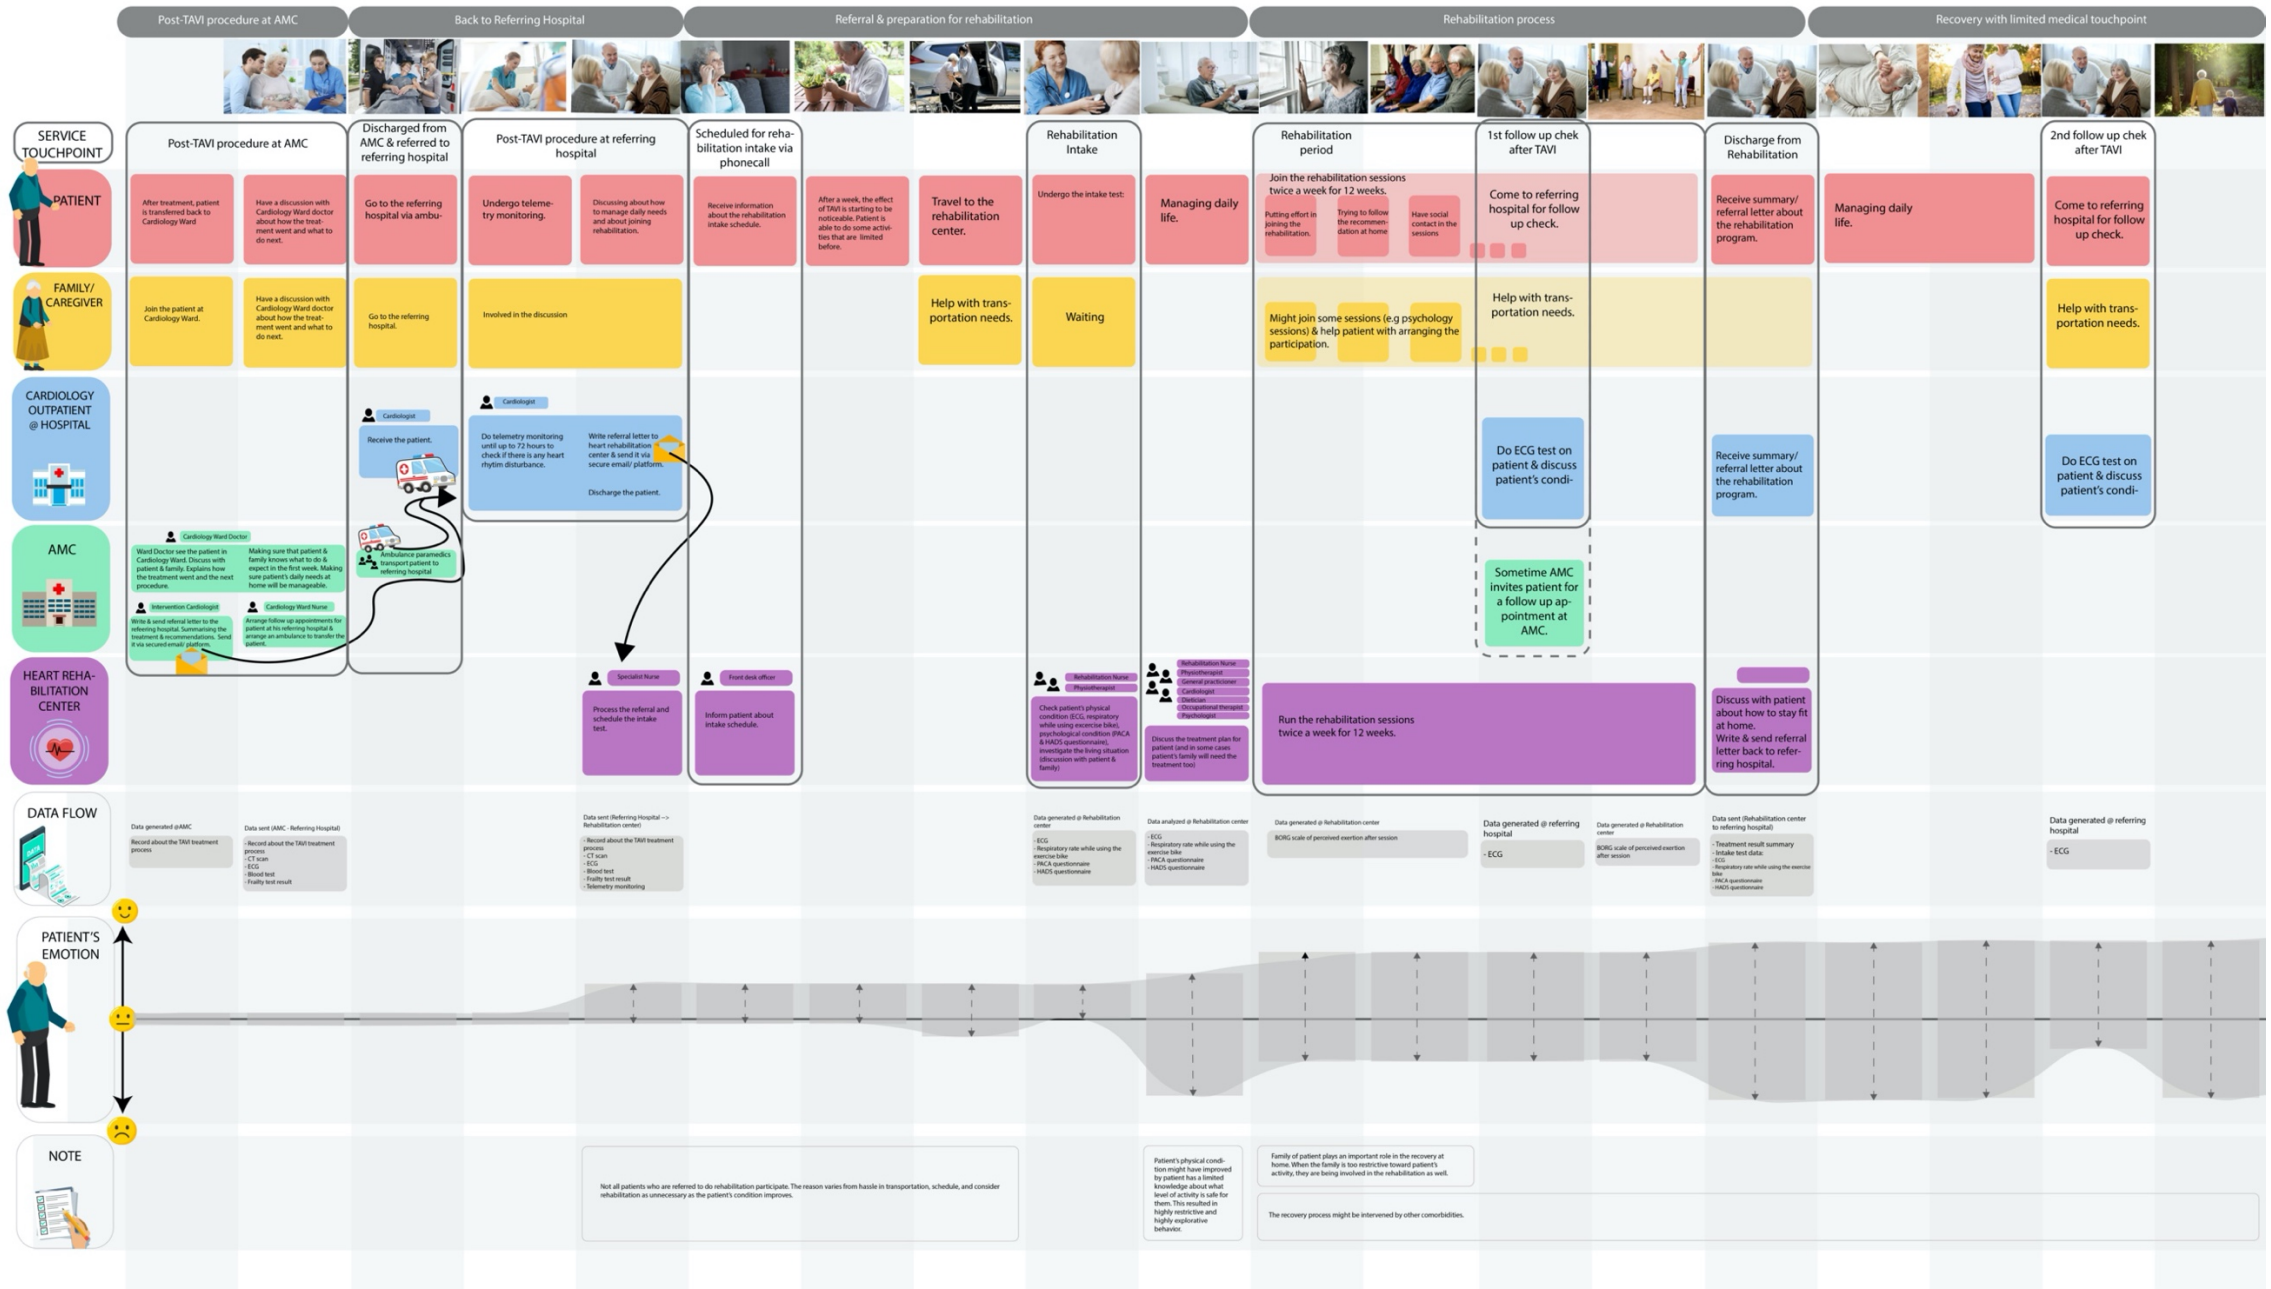 Post-TAVI procedure at AMC
Back to Referring Hospital
Referral & preparation for rehabilitation
Rehabilitation process
Recovery with limited medical touchpoint
SERVICE
TOUCHPOINT
Post-TAVI procedure at AMC
Discharged from
AMC & referred to
referring hospital
Post-TAVI procedure at referring
hospital
Scheduled for reha-
bilitation intake via
phonecall
Rehabilitation
Intake
Rehabilitation
period
1st follow up chek
after TAVI
Discharge from
Rehabilitation
2nd follow up chek
after TAVI
PATIENT
After treatment, patient
is transferred back to
Cardiology Ward
Have a discussion with
Cardiology Ward doctor
about how the treat-
ment went and what to
do next.
Go to the referring
hospital via ambu-
Undergo teleme-
try monitoring.
Discussing about how
to manage daily needs
and about joining
rehabilitation.
Receive information
about the rehabilitation
intake schedule.
After a week, the effect
of TAVI is starting to be
noticeable. Patient is
able to do some activi-
ties that are limited
before.
Travel to the
rehabilitation
center.
Undergo the intake test:
Managing daily
life.
Join the rehabilitation sessions
twice a week for 12 weeks.
Putting effort in
joining the
rehabilitation.
Trying to follow
the recommen-
dation at home
Have social
contact in the
sessions
Come to referring
hospital for follow
up check.
Receive summary/
referral letter about
the rehabilitation
program.
Managing daily
life.
Come to referring
hospital for follow
up check.
FAMILY/
CAREGIVER
Join the patient at
Cardiology Ward.
Have a discussion with
Cardiology Ward doctor
about how the treat-
ment went and what to
do next.
Go to the referring
hospital.
Involved in the discussion
Help with trans-
portation needs.
Waiting
Might join some sessions (e.g psychology
sessions) & help patient with arranging the
participation.
Help with trans-
portation needs.
Help with trans-
portation needs.
CARDIOLOGY
OUTPATIENT
@ HOSPITAL
Cardiologist
Receive the patient.
Cardiologist
Do telemetry monitoring
until up to 72 hours to
check if there is any heart
rhytim disturbance.
Write referral letter to
heart rehabilitation
center & send it via
secure email/ platform.
Discharge the patient.
Do ECG test on
patient & discuss
patient's condi-
Receive summary/
referral letter about
the rehabilitation
program.
Do ECG test on
patient & discuss
patient's condi-
AMC
Cardiology Ward Doctor
Ward Doctor see the patient in
Cardiology Ward. Discuss with
patient & family. Explains how
the treatment went and the next
procedure.
Making sure that patient &
family knows what to do &
expect in the first week. Making
sure patient's daily needs at
home will be manageable.
Intervention Cardiologist
Write & send referral letter to the
refeering hospital. Summarising the
treatment & recommendations. Send
it via secured email/ platform.
Cardiology Ward Nurse
Arrange follow up appointments for
patient at his referring hospital &
arrange an ambulance to transfer the
patient.
Ambulance paramedics
transport patient to
referring hospital
Sometime AMC
invites patient for
a follow up ap-
pointment at
AMC.
HEART REHA-
BILITATION
CENTER
Specialist Nurse
Process the referral and
schedule the intake
test.
Front desk officer
Inform patient about
intake schedule.
Rehabilitation Nurse
Physiotherapist
Check patient's physical
condition (ECG, respiratory
while using excercise bike),
psychological condition (PACA
& HADS questionnaire),
investigate the living situation
(discussion with patient &
family)
Rehabilitation Nurse
Physiotherapist
General practicioner
Cardiologist
Dietician
Occupational therapist
Psychologist
Discuss the treatment plan for
patient (and in some cases
patient's family will need the
treatment too)
Run the rehabilitation sessions
twice a week for 12 weeks.
Discuss with patient
about how to stay fit
at home.
Write & send referral
letter back to refer-
ring hospital.
DATA FLOW
DATA
Data generated @AMC
Record about the TAVI treatment
process
Data sent (AMC - Referring Hospital)
- Record about the TAVI treatment
process
- CT scan
- ECG
- Blood test
- Frailty test result
Data sent (Referring Hospital -->
Rehabilitation center)
- Record about the TAVI treatment
process
- CT scan
- ECG
- Blood test
- Frailty test result
- Telemetry monitoring
Data generated @ Rehabilitation
center
- ECG
- Respiratory rate while using the
exercise bike
- PACA questionnaire
- HADS questionnaire
Data analyzed @ Rehabilitation center
- ECG
- Respiratory rate while using the
exercise bike
- PACA questionnaire
- HADS questionnaire
Data generated @ Rehabilitation center
BORG scale of perceived exertion after session
Data generated @ referring
hospital
- ECG
Data generated @ Rehabilitation
center
BORG scale of perceived exertion
after session
Data sent (Rehabilitation center
to referring hospital)
- Treatment result summary
- Intake test data:
- ECG
- Respiratory rate while using the exercise
bike
- PACA questionnaire
- HADS questionnaire
Data generated @ referring
hospital
- ECG
PATIENT'S
EMOTION
NOTE
Not all patients who are referred to do rehabilitation participate. The reason varies from hassle in transportation, schedule, and consider
rehabilitation as unnecessary as the patient's condition improves.
Patient's physical condi-
tion might have improved
by patient has a limited
knowledge about what
level of activity is safe for
them. This resulted in
highly restrictive and
highly explorative
behavior.
Family of patient plays an important role in the recovery at
home. When the family is too restrictive toward patient's
activity, they are being involved in the rehabilitation as well.
The recovery process might be intervened by other comorbidities.